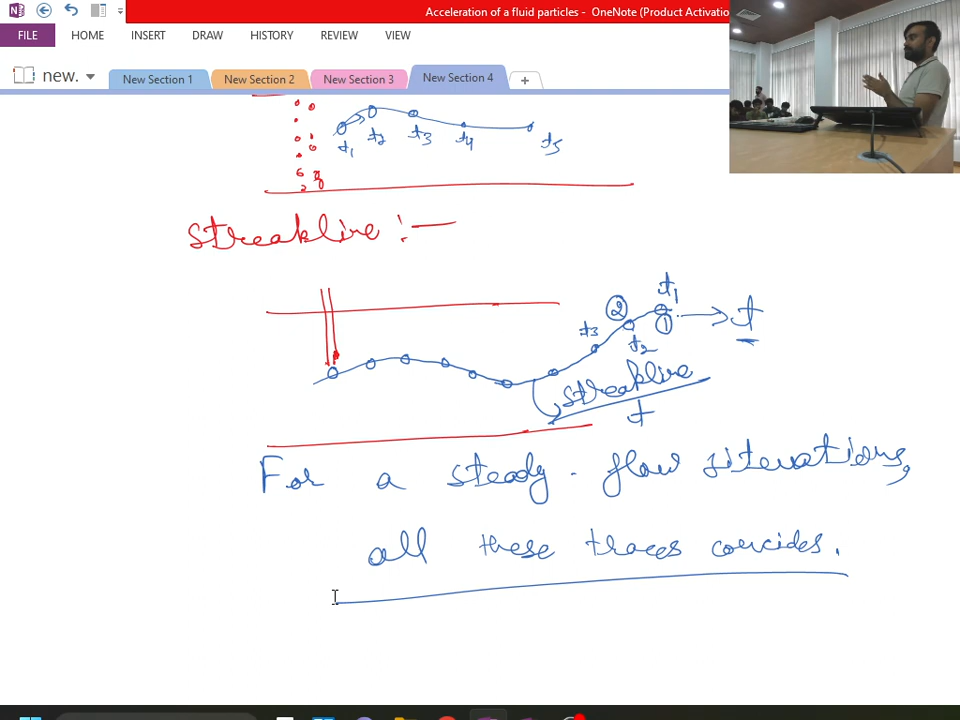 Acceleration of a fluid particles - OneNote (Product Activatio
FILE HOME INSERT DRAW HISTORY REVIEW VIEW
new. New Section 1 New Section 2 New Section 3 New Section 4 +
t1 t2 t3 t4 t5
Streakline :-
t1
2
1
t3
t2
t
streakline
t
For a steady - flow siterations,
all these traces coincides.